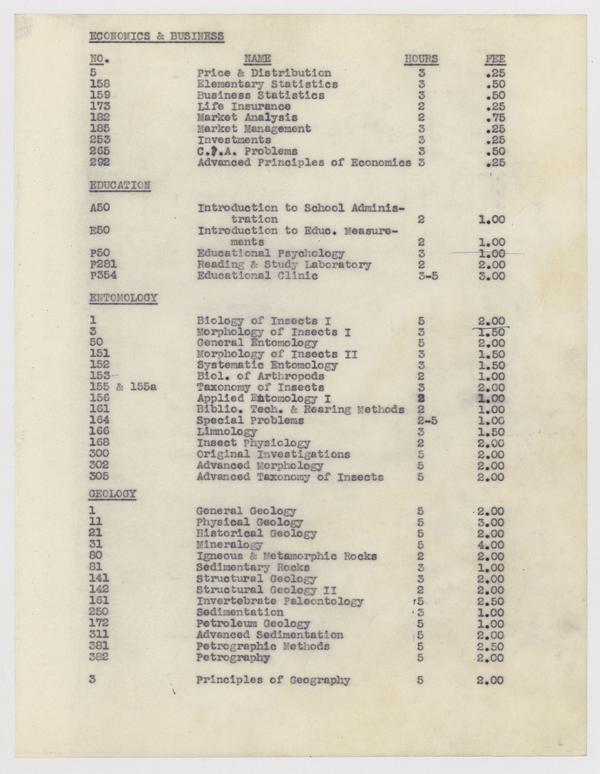 ECONOMICS & BUSINESS
NO. NAME HOURS FEE
5 Price & Distribution 3 .25
158 Elementary Statistics 3 .50
159 Business Statistics 3 .50
173 Life Insurance 2 .25
182 Market Analysis 2 .75
185 Market Management 3 .25
253 Investments 3 .25
265 C.P.A. Problems 3 .50
292 Advanced Principles of Economics 3 .25
EDUCATION
A50 Introduction to School Adminis-
tration 2 1.00
E50 Introduction to Educ. Measure-
ments 2 1.00
P50 Educational Psychology 3 1.00
P281 Reading & Study Laboratory 2 2.00
P354 Educational Clinic 3-5 3.00
ENTOMOLOGY
1 Biology of Insects I 5 2.00
3 Morphology of Insects I 3 1.50
50 General Entomology 5 2.00
151 Morphology of Insects II 3 1.50
152 Systematic Entomology 3 1.50
153 Biol. of Arthropods 2 1.00
155 & 155a Taxonomy of Insects 3 2.00
156 Applied Entomology I 2 1.00
161 Biblio. Tech. & Rearing Methods 2 1.00
164 Special Problems 2-5 1.00
166 Limnology 3 1.50
168 Insect Physiology 2 2.00
300 Original Investigations 5 2.00
302 Advanced Morphology 5 2.00
305 Advanced Taxonomy of Insects 5 2.00
GEOLOGY
1 General Geology 5 2.00
11 Physical Geology 5 3.00
21 Historical Geology 5 2.00
31 Mineralogy 5 4.00
80 Igneous & Metamorphic Rocks 2 2.00
81 Sedimentary Rocks 3 1.00
141 Structural Geology 3 2.00
142 Structural Geology II 2 2.00
161 Invertebrate Paleontology 5 2.50
250 Sedimentation 3 1.00
172 Petroleum Geology 5 1.00
311 Advanced Sedimentation 5 2.00
381 Petrographic Methods 5 2.50
382 Petrography 5 2.00
3 Principles of Geography 5 2.00